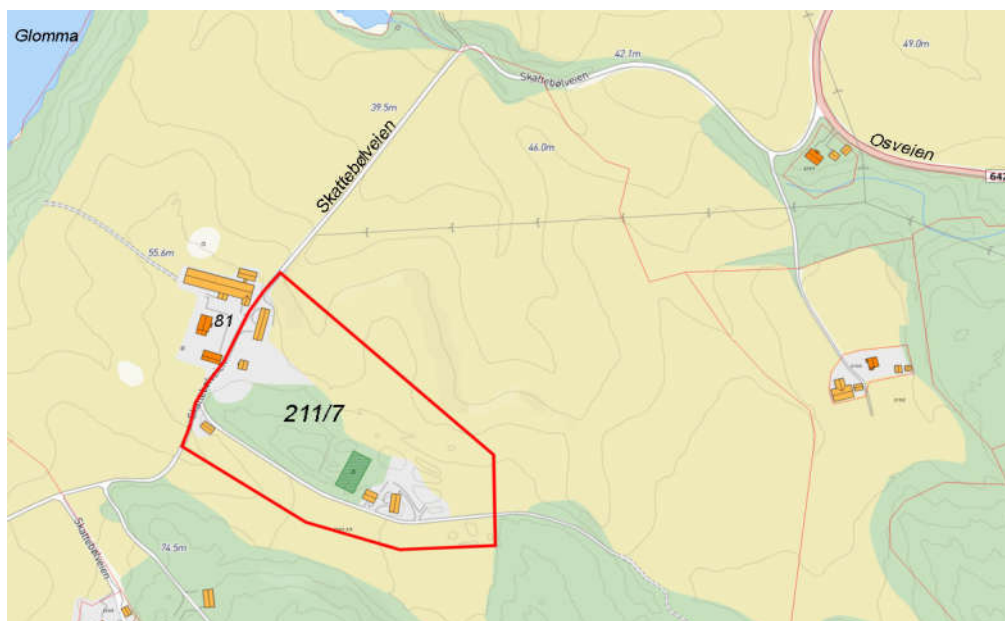 Glomma
49.0m
42.1m
Skattebølveien
39.5m
Skattebølveien
46.0m
Osveien
642
55.6m
81
211/7
74.5m
Skattebølveien